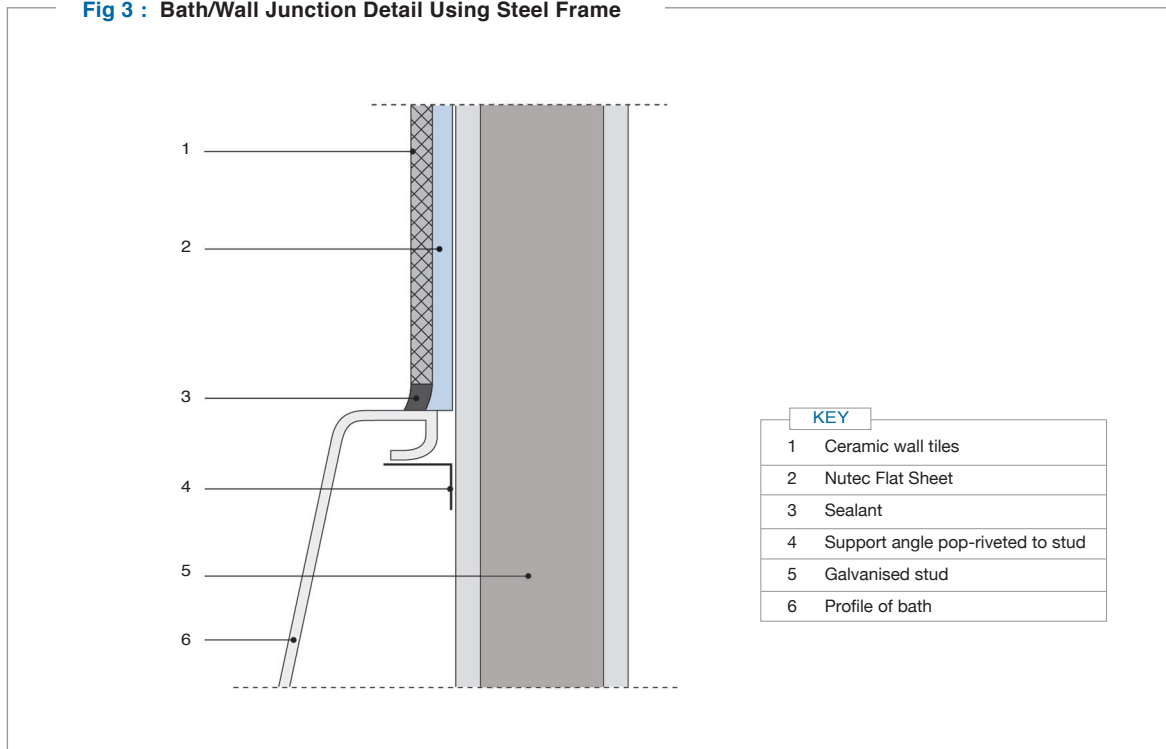 Fig 3 : Bath/Wall Junction Detail Using Steel Frame
1
2
3
4
5
6
KEY
1 Ceramic wall tiles
2 Nutec Flat Sheet
3 Sealant
4 Support angle pop-riveted to stud
5 Galvanised stud
6 Profile of bath